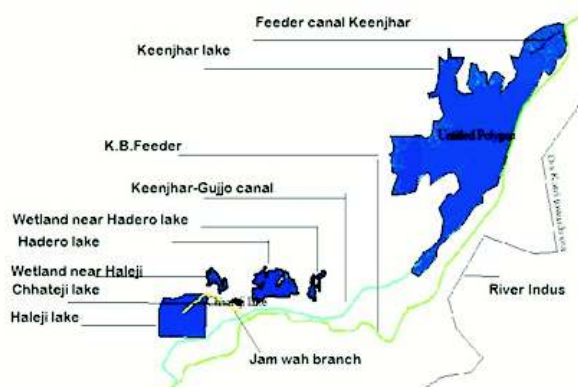 Feeder canal Keenjhar
Keenjhar lake
Untitled Polygon
K.B.Feeder
Keenjhar-Gujjo canal
Wetland near Hadero lake
Hadero lake
Wetland near Haleji
Chhateji lake
Haleji lake
River Indus
Jam wah branch